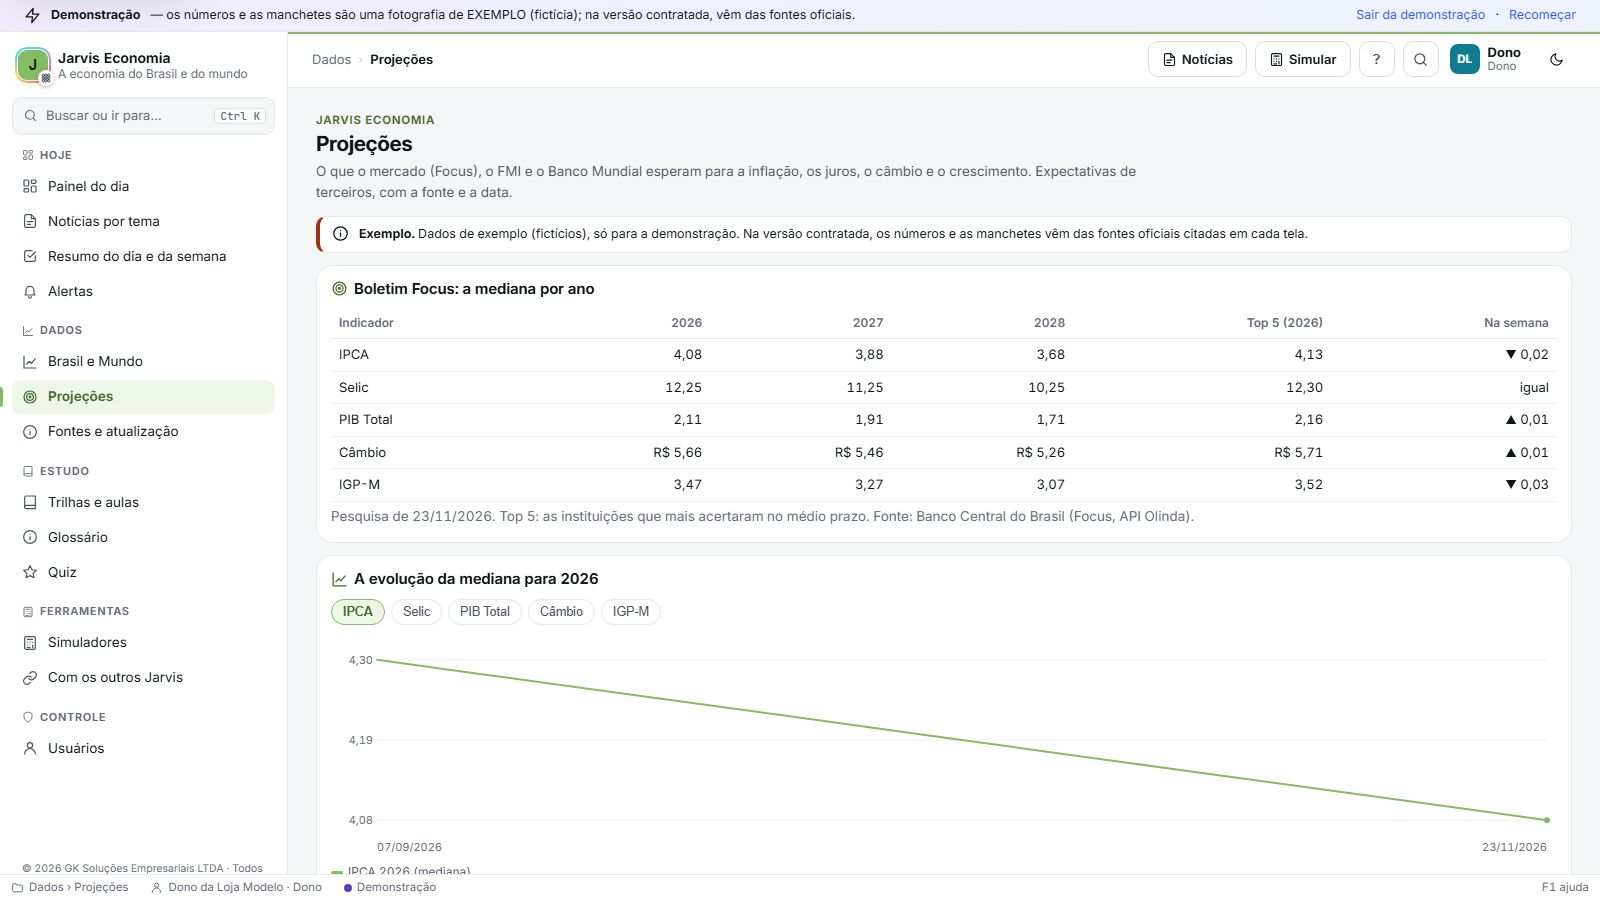 Demonstração — os números e as manchetes são uma fotografia de EXEMPLO (fictícia); na versão contratada, vêm das fontes oficiais.
Sair da demonstração · Recomeçar
J
Jarvis Economia
A economia do Brasil e do mundo
Buscar ou ir para... Ctrl K
HOJE
Painel do dia
Notícias por tema
Resumo do dia e da semana
Alertas
DADOS
Brasil e Mundo
Projeções
Fontes e atualização
ESTUDO
Trilhas e aulas
Glossário
Quiz
FERRAMENTAS
Simuladores
Com os outros Jarvis
CONTROLE
Usuários
© 2026 GK Soluções Empresariais LTDA · Todos
Dados › Projeções
Notícias
Simular
?
DL
Dono
Dono
JARVIS ECONOMIA
Projeções
O que o mercado (Focus), o FMI e o Banco Mundial esperam para a inflação, os juros, o câmbio e o crescimento. Expectativas de
terceiros, com a fonte e a data.
Exemplo. Dados de exemplo (fictícios), só para a demonstração. Na versão contratada, os números e as manchetes vêm das fontes oficiais citadas em cada tela.
Boletim Focus: a mediana por ano
Indicador 2026 2027 2028 Top 5 (2026) Na semana
IPCA 4,08 3,88 3,68 4,13 ▼ 0,02
Selic 12,25 11,25 10,25 12,30 igual
PIB Total 2,11 1,91 1,71 2,16 ▲ 0,01
Câmbio R$ 5,66 R$ 5,46 R$ 5,26 R$ 5,71 ▲ 0,01
IGP-M 3,47 3,27 3,07 3,52 ▼ 0,03
Pesquisa de 23/11/2026. Top 5: as instituições que mais acertaram no médio prazo. Fonte: Banco Central do Brasil (Focus, API Olinda).
A evolução da mediana para 2026
IPCA Selic PIB Total Câmbio IGP-M
4,30
4,19
4,08
07/09/2026 23/11/2026
IPCA 2026 (mediana)
Dados › Projeções Dono da Loja Modelo · Dono Demonstração
F1 ajuda